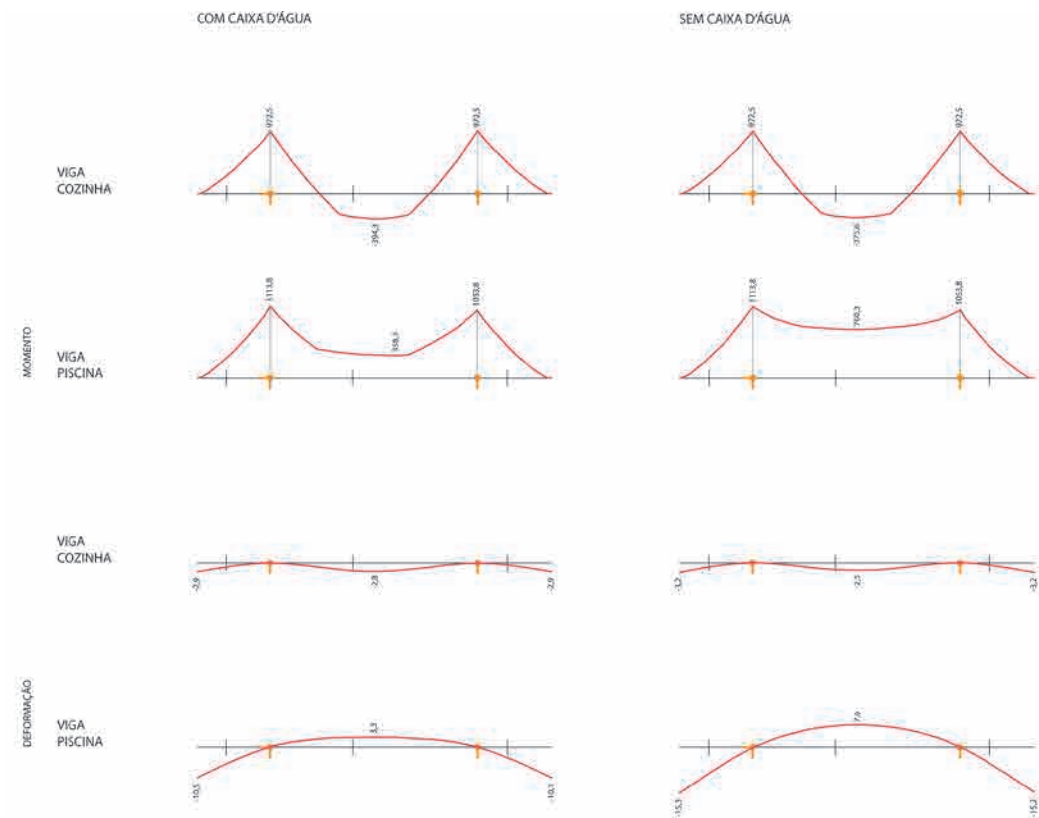 COM CAIXA D'ÁGUA
SEM CAIXA D'ÁGUA
MOMENTO
VIGA
COZINHA
972,5
972,5
-394,3
972,5
972,5
-375,6
VIGA
PISCINA
1113,8
1053,8
1113,8
760,3
1053,8
DEFORMAÇÃO
VIGA
COZINHA
-2,9
-2,8
-2,9
-3,2
-2,5
-3,2
VIGA
PISCINA
-10,5
3,3
-10,1
-15,3
7,9
-15,2